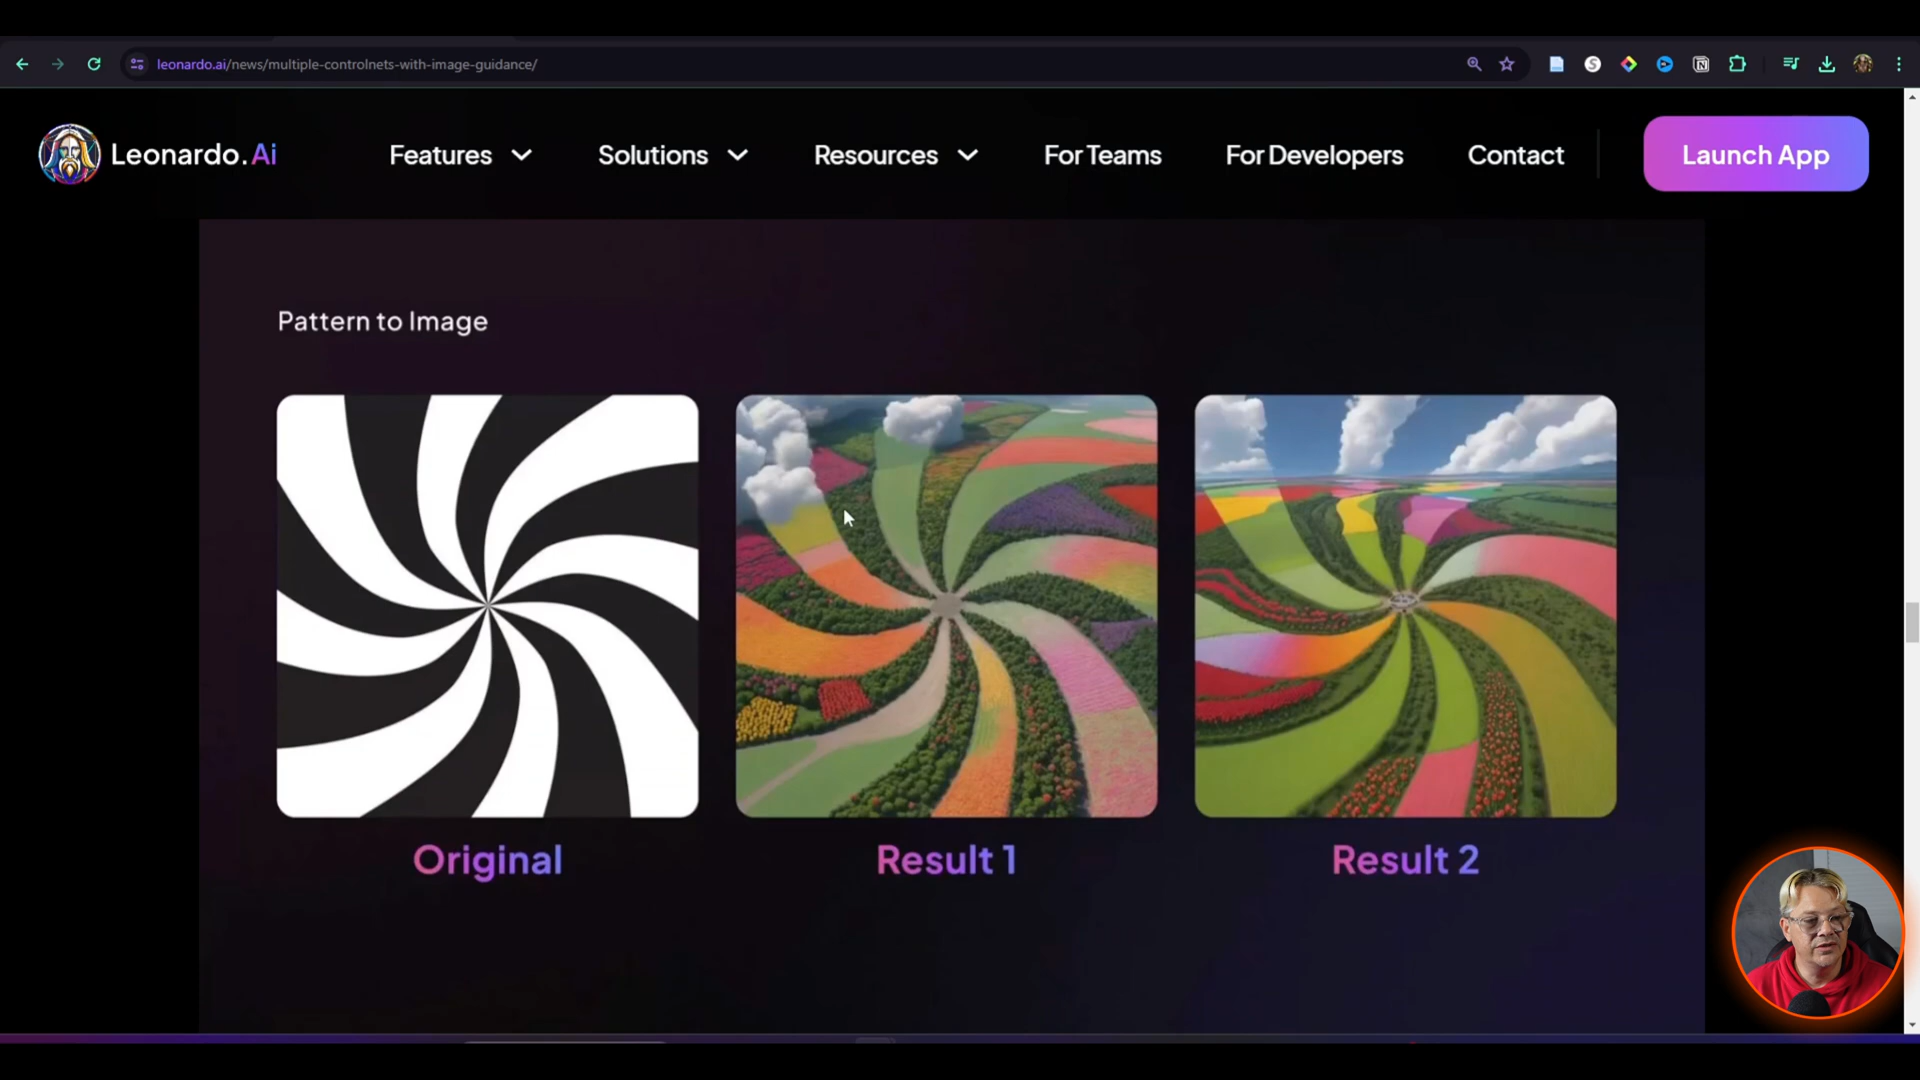 leonardo.ai/news/multiple-controlnets-with-image-guidance/
Leonardo.Ai
Features
Solutions
Resources
For Teams
For Developers
Contact
Launch App
Pattern to Image
Original
Result 1
Result 2